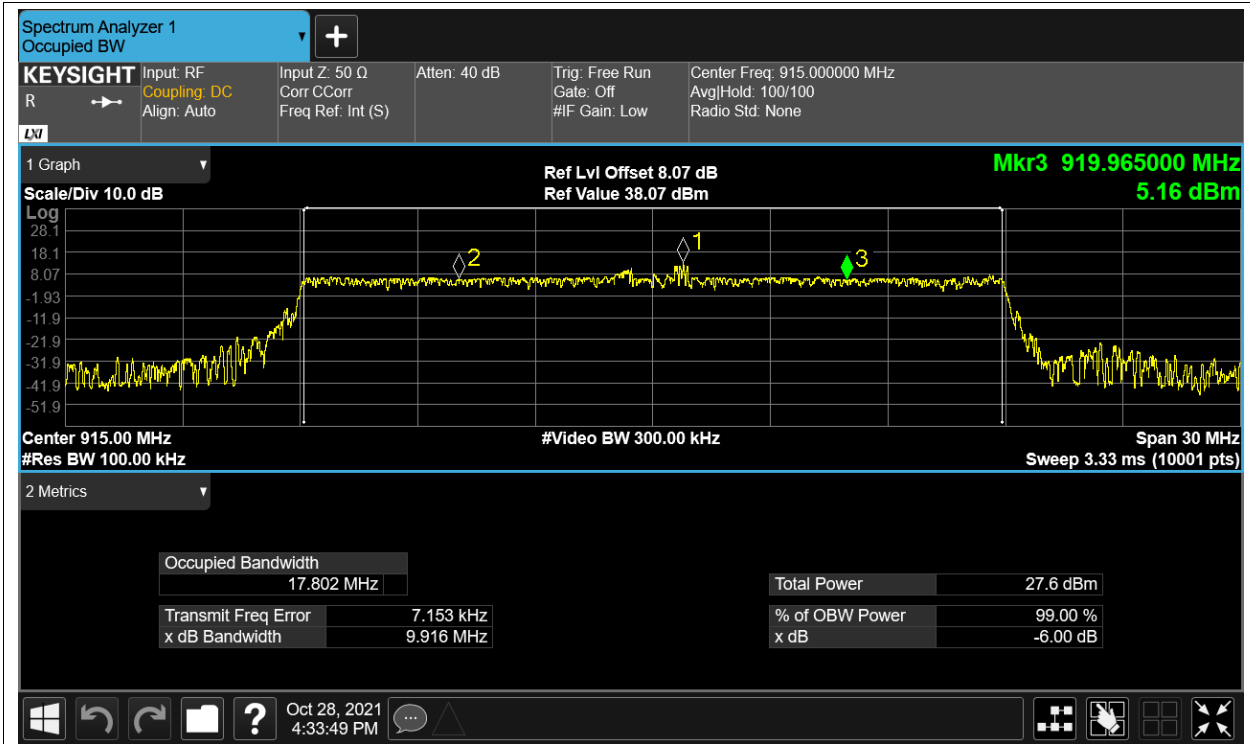 Spectrum Analyzer 1
Occupied BW
KEYSIGHT
R
LXI
Input: RF
Coupling: DC
Align: Auto
Input Z: 50 Ω
Corr CCorr
Freq Ref: Int (S)
Atten: 40 dB
Trig: Free Run
Gate: Off
#IF Gain: Low
Center Freq: 915.000000 MHz
Avg|Hold: 100/100
Radio Std: None
1 Graph
Scale/Div 10.0 dB
Ref Lvl Offset 8.07 dB
Ref Value 38.07 dBm
Mkr3 919.965000 MHz
5.16 dBm
Log
28.1
18.1
8.07
-1.93
-11.9
-21.9
-31.9
-41.9
-51.9
2
1
3
Center 915.00 MHz
#Res BW 100.00 kHz
#Video BW 300.00 kHz
Span 30 MHz
Sweep 3.33 ms (10001 pts)
2 Metrics
Occupied Bandwidth
17.802 MHz
Transmit Freq Error 7.153 kHz
x dB Bandwidth 9.916 MHz
Total Power 27.6 dBm
% of OBW Power 99.00 %
x dB -6.00 dB
?
Oct 28, 2021
4:33:49 PM